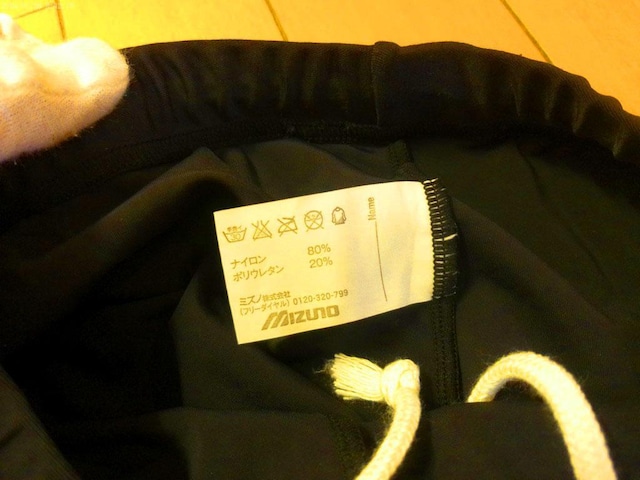 Name
ナイロン 80%
ポリウレタン 20%
ミズノ株式会社
(フリーダイヤル) 0120-320-799
MIZUNO